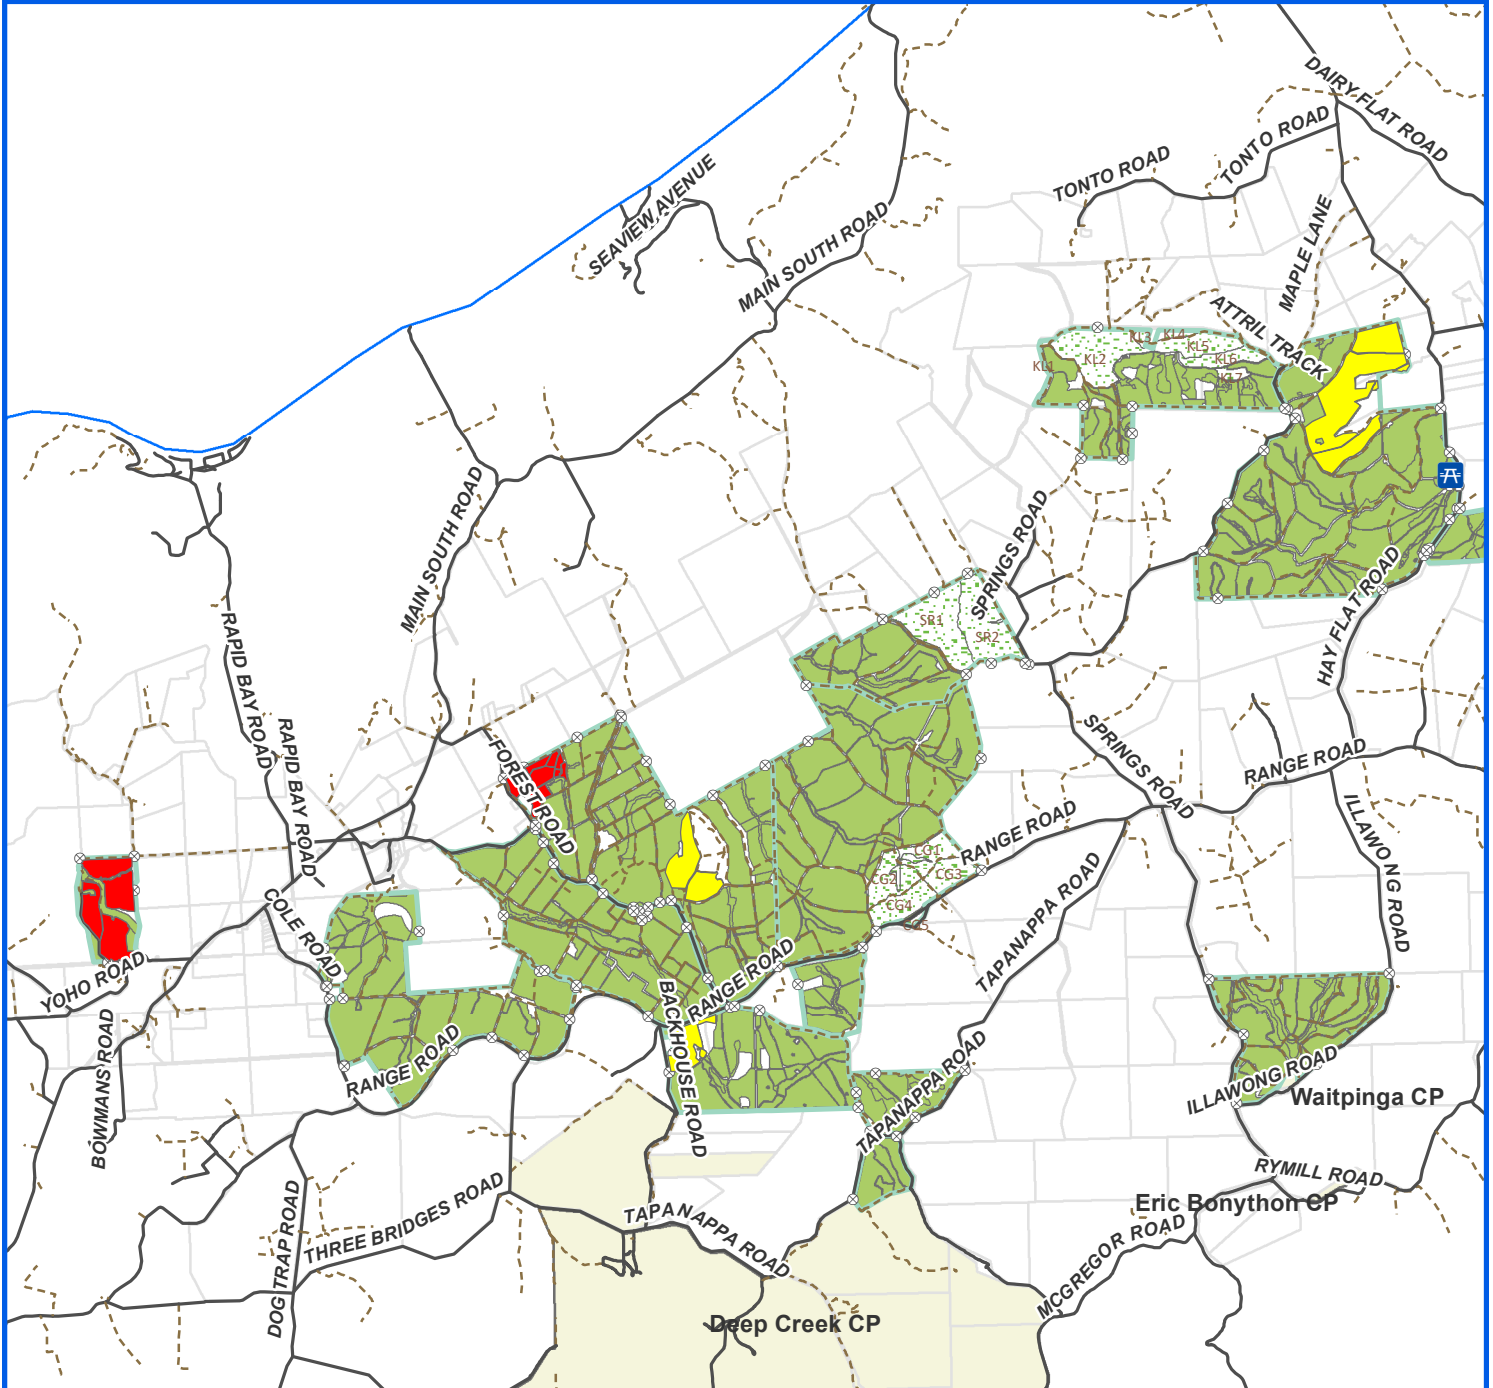 DAIRY FLAT ROAD
TONTO ROAD
TONTO ROAD
SEAVIEW AVENUE
MAIN SOUTH ROAD
MAPLE LANE
ATTRIL TRACK
KL1
KL2
KL3
KL4
KL5
KL6
KL7
MAIN SOUTH ROAD
SPRINGS ROAD
HAY FLAT ROAD
SR1
SR2
RAPID BAY ROAD
RAPID BAY ROAD
FOREST ROAD
SPRINGS ROAD
RANGE ROAD
ILLAWONG ROAD
RANGE ROAD
CG1
CG2
CG3
CG4
CG5
TAPANAPPA ROAD
COLE ROAD
YOHO ROAD
BOWMANS ROAD
RANGE ROAD
BACKHOUSE ROAD
RANGE ROAD
TAPANAPPA ROAD
ILLAWONG ROAD
Waitpinga CP
RYMILL ROAD
Eric Bonython CP
MCGREGOR ROAD
DOG TRAP ROAD
THREE BRIDGES ROAD
TAPANAPPA ROAD
Deep Creek CP